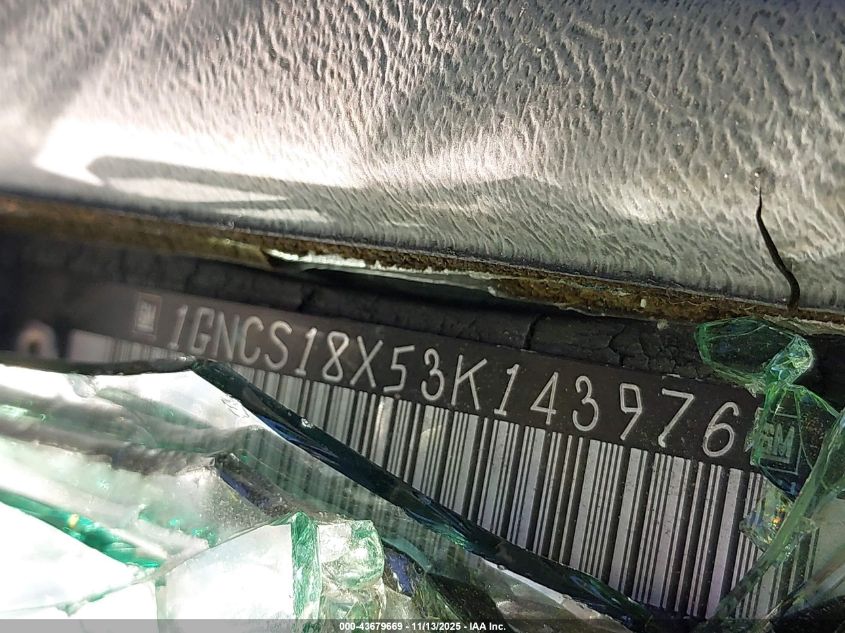 GM 1GNCS18X53K143976 GM
000-43679669 - 11/13/2025 - IAA Inc.